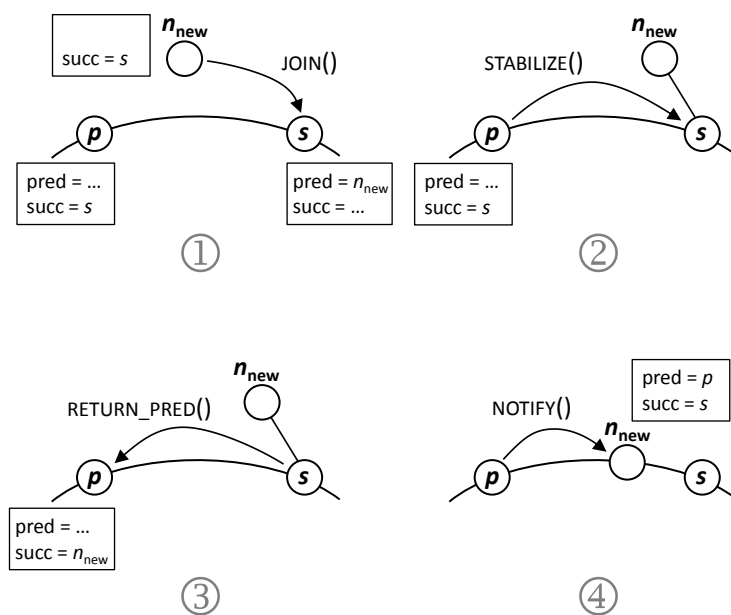 n_new
succ = s
JOIN()
p
s
pred = ...
succ = s
pred = n_new
succ = ...
①
n_new
STABILIZE()
p
s
pred = ...
succ = s
②
n_new
RETURN_PRED()
p
s
pred = ...
succ = n_new
③
pred = p
succ = s
NOTIFY()
n_new
p
s
④